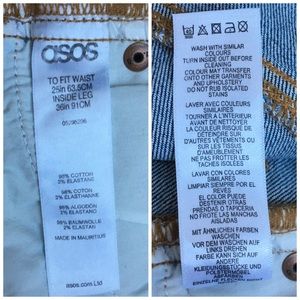 asos
TO FIT WAIST
25in 63.5CM
INSIDE LEG
36in 91CM
98% COTTON
2% ELASTANE
98% COTON
2% ELASTHANNE
98% ALGODÓN
2% ELASTANO
98% BAUMWOLLE
2% ELASTAN
MADE IN MAURITIUS
asos.com Ltd
WASH WITH SIMILAR
COLOURS
TURN INSIDE OUT BEFORE
CLEANING
COLOUR MAY TRANSFER
ONTO OTHER GARMENTS
AND UPHOLSTERY
DO NOT RUB ISOLATED
STAINS
LAVER AVEC COULEURS
SIMILAIRES
TOURNER A L'INTÉRIEUR
AVANT DE NETTOYER
LA COULEUR RISQUE DE
DÉTEINDRE SUR
D'AUTRES VÊTEMENTS OU
SUR LES TISSUS
D'AMEUBLEMENT
NE PAS FROTTER LES
TACHES ISOLÉES
LAVAR CON COLORES
SIMILARES
LIMPIAR SIEMPRE POR EL
REVÉS
EL COLOR PUEDE
DESTEÑIR OTRAS
PRENDAS O TAPICERIA
NO FROTE LAS MANCHAS
AISLADAS
MIT ÄHNLICHEN FARBEN
WASCHEN
VOR DEM WASCHEN AUF
LINKS DREHEN
FARBE KANN SICH AUF
ANDERE
KLEIDUNGSSTÜCKE UND
POLSTERMÖBEL
ABFÄRBEN